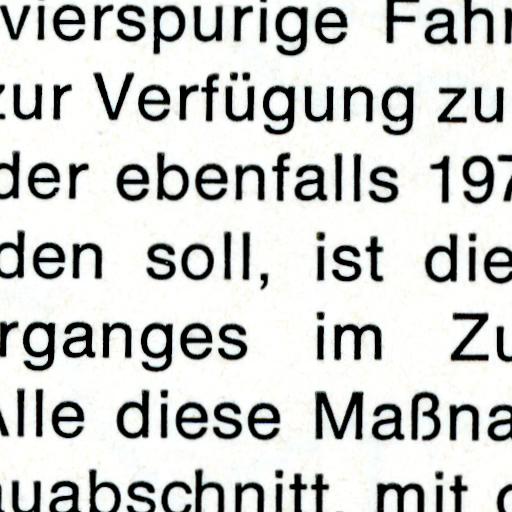 vierspurige Fahr
zur Verfügung zu
der ebenfalls 197
den soll, ist die
rganges im Zu
Alle diese Maßna
auabschnitt, mit